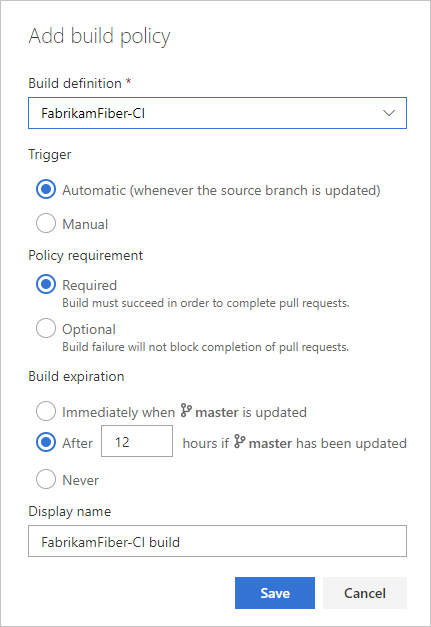 Add build policy
Build definition *
FabrikamFiber-CI
Trigger
Automatic (whenever the source branch is updated)
Manual
Policy requirement
Required
Build must succeed in order to complete pull requests.
Optional
Build failure will not block completion of pull requests.
Build expiration
Immediately when master is updated
After 12 hours if master has been updated
Never
Display name
FabrikamFiber-CI build
Save Cancel